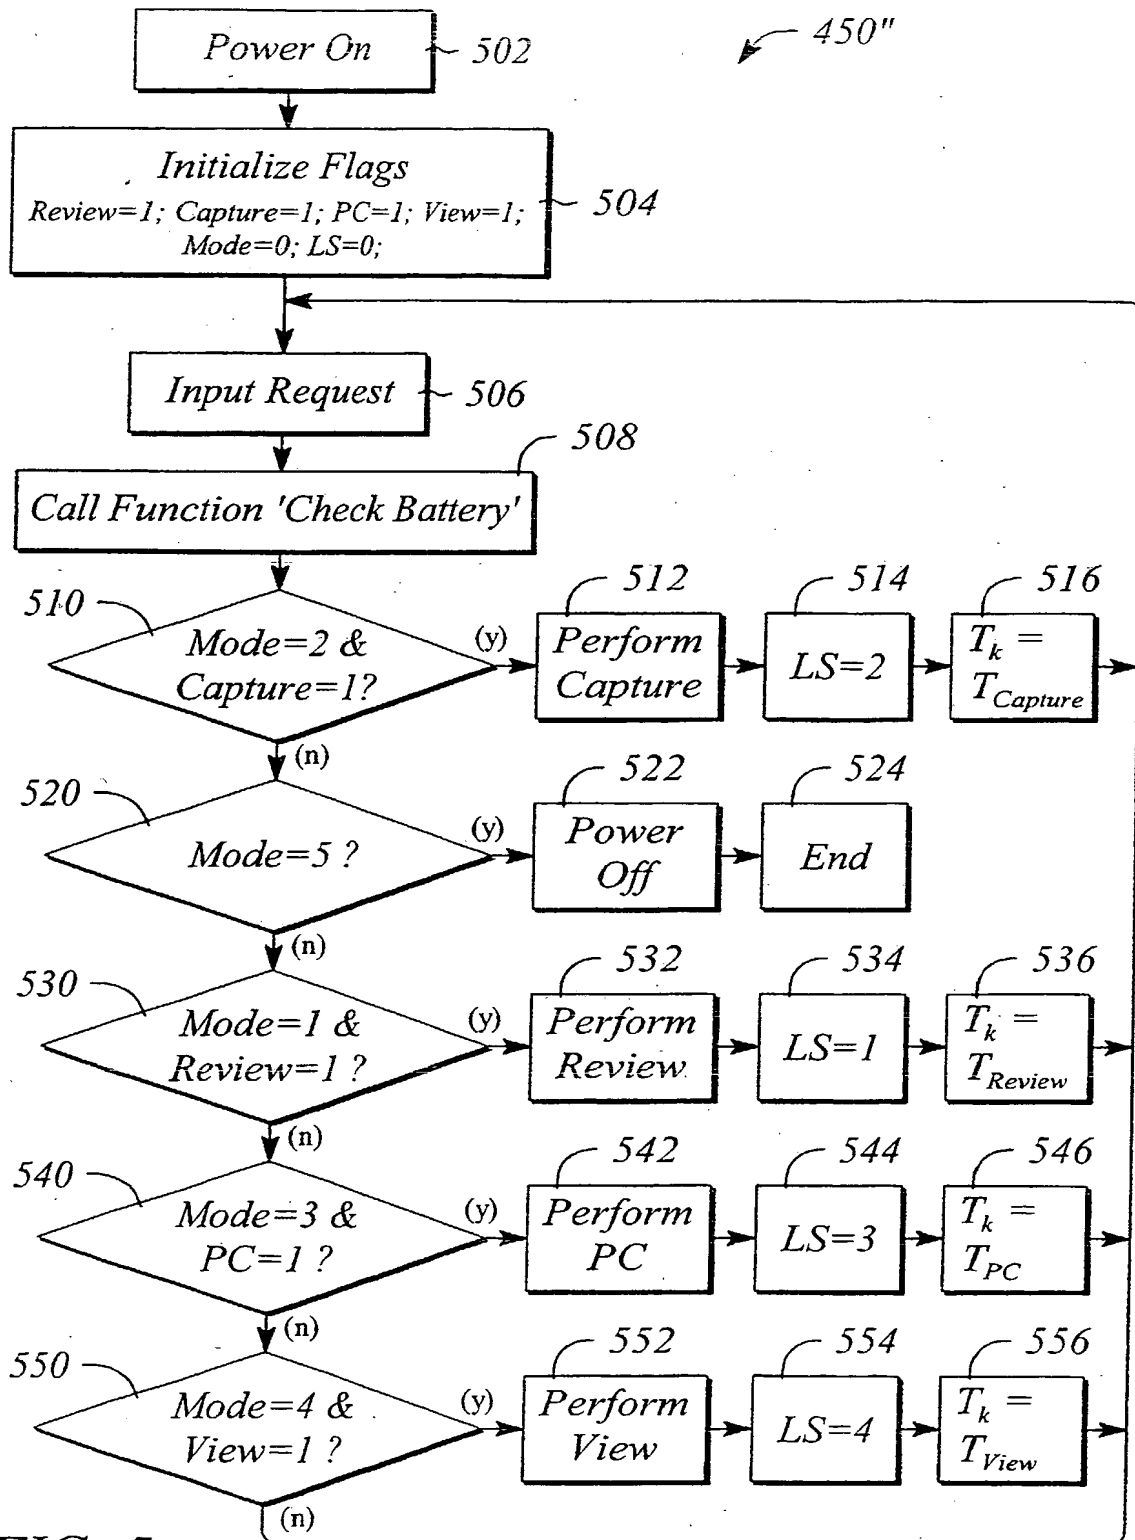 Power On
502
450"
Initialize Flags
Review=1; Capture=1; PC=1; View=1;
Mode=0; LS=0;
504
Input Request
506
508
Call Function 'Check Battery'
510
Mode=2 &
Capture=1?
(y)
512
Perform
Capture
514
LS=2
516
T_k =
T_Capture
(n)
520
Mode=5 ?
(y)
522
Power
Off
524
End
(n)
530
Mode=1 &
Review=1 ?
(y)
532
Perform
Review
534
LS=1
536
T_k =
T_Review
(n)
540
Mode=3 &
PC=1 ?
(y)
542
Perform
PC
544
LS=3
546
T_k =
T_PC
(n)
550
Mode=4 &
View=1 ?
(y)
552
Perform
View
554
LS=4
556
T_k =
T_View
(n)